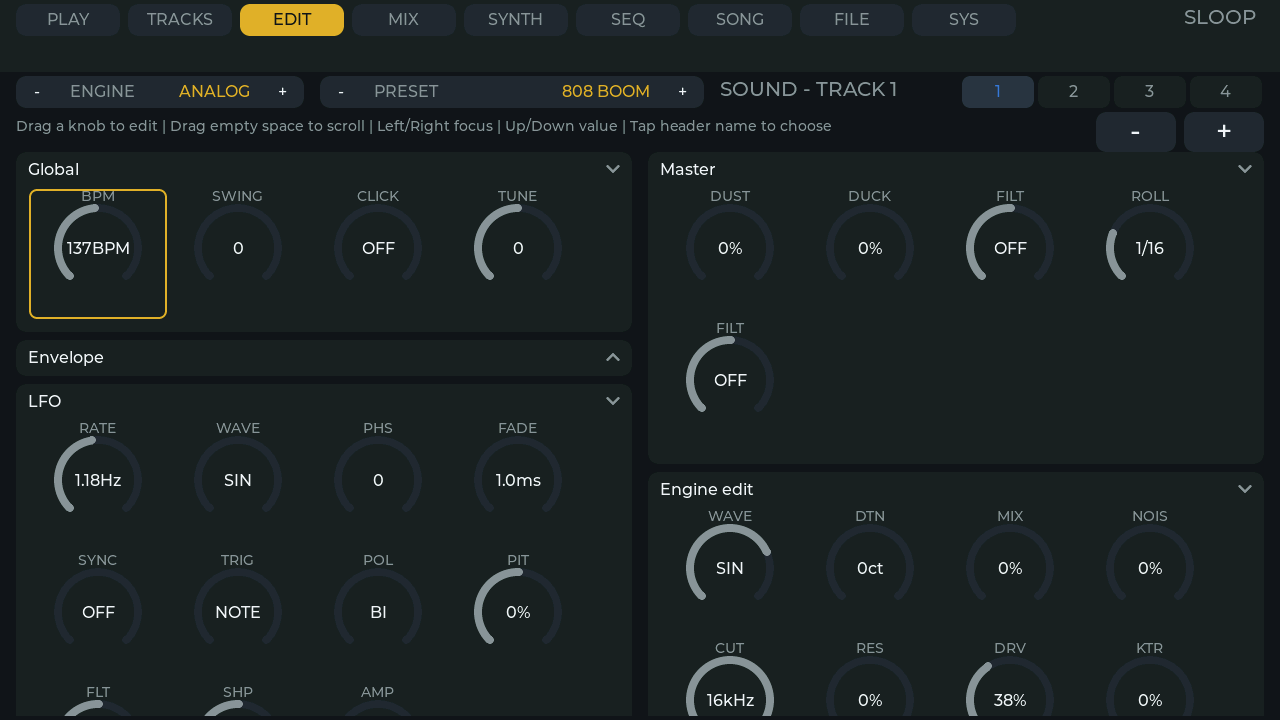 PLAY TRACKS EDIT MIX SYNTH SEQ SONG FILE SYS SLOOP
- ENGINE ANALOG + - PRESET 808 BOOM + SOUND - TRACK 1 1 2 3 4
Drag a knob to edit | Drag empty space to scroll | Left/Right focus | Up/Down value | Tap header name to choose - +
Global
BPM SWING CLICK TUNE
137BPM 0 OFF 0
Master
DUST DUCK FILT ROLL
0% 0% OFF 1/16
FILT
OFF
Envelope
LFO
RATE WAVE PHS FADE
1.18Hz SIN 0 1.0ms
SYNC TRIG POL PIT
OFF NOTE BI 0%
FLT SHP AMP
Engine edit
WAVE DTN MIX NOIS
SIN 0ct 0% 0%
CUT RES DRV KTR
16kHz 0% 38% 0%